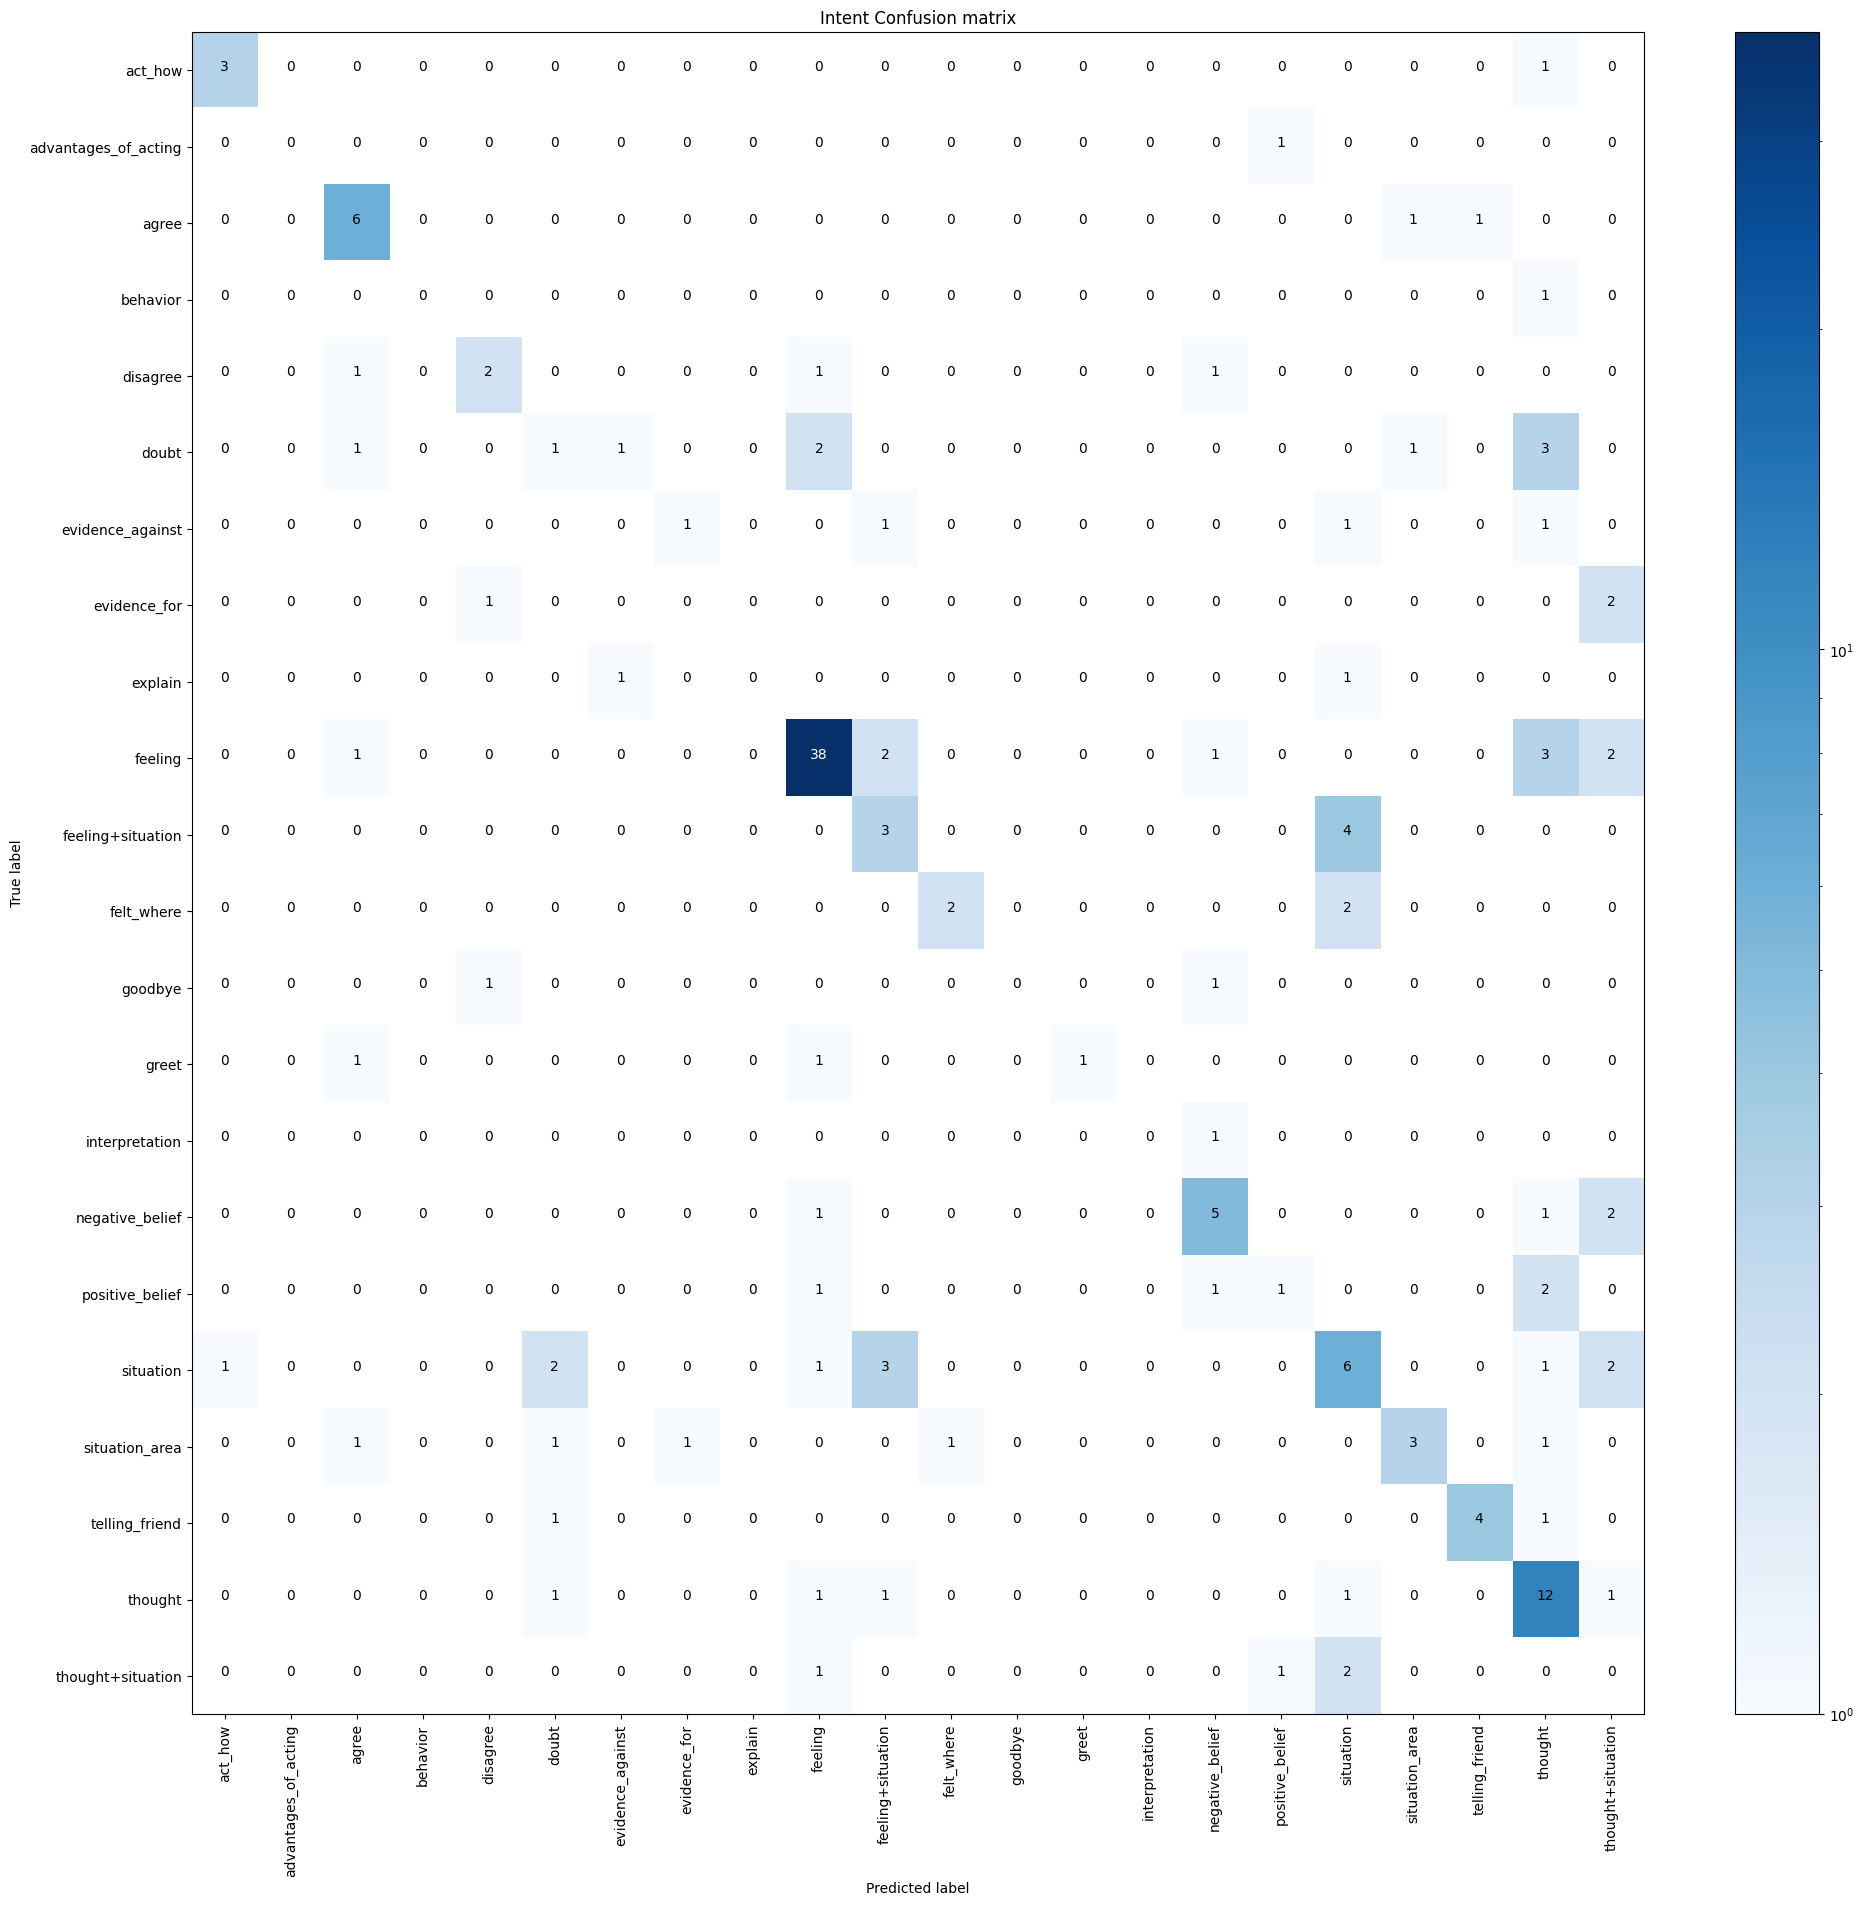 Intent Confusion matrix
act_how 3 0 0 0 0 0 0 0 0 0 0 0 0 0 0 0 0 0 0 0 1 0
advantages_of_acting 0 0 0 0 0 0 0 0 0 0 0 0 0 0 0 0 1 0 0 0 0 0
agree 0 0 6 0 0 0 0 0 0 0 0 0 0 0 0 0 0 0 1 1 0 0
behavior 0 0 0 0 0 0 0 0 0 0 0 0 0 0 0 0 0 0 0 0 1 0
disagree 0 0 1 0 2 0 0 0 0 1 0 0 0 0 0 1 0 0 0 0 0 0
doubt 0 0 1 0 0 1 1 0 0 2 0 0 0 0 0 0 0 0 1 0 3 0
evidence_against 0 0 0 0 0 0 0 1 0 0 1 0 0 0 0 0 0 1 0 0 1 0
evidence_for 0 0 0 0 1 0 0 0 0 0 0 0 0 0 0 0 0 0 0 0 0 2
explain 0 0 0 0 0 0 1 0 0 0 0 0 0 0 0 0 0 1 0 0 0 0
feeling 0 0 1 0 0 0 0 0 0 38 2 0 0 0 0 1 0 0 0 0 3 2
feeling+situation 0 0 0 0 0 0 0 0 0 0 3 0 0 0 0 0 0 4 0 0 0 0
felt_where 0 0 0 0 0 0 0 0 0 0 0 2 0 0 0 0 0 2 0 0 0 0
goodbye 0 0 0 0 1 0 0 0 0 0 0 0 0 0 0 1 0 0 0 0 0 0
greet 0 0 1 0 0 0 0 0 0 1 0 0 0 1 0 0 0 0 0 0 0 0
interpretation 0 0 0 0 0 0 0 0 0 0 0 0 0 0 0 1 0 0 0 0 0 0
negative_belief 0 0 0 0 0 0 0 0 0 1 0 0 0 0 0 5 0 0 0 0 1 2
positive_belief 0 0 0 0 0 0 0 0 0 1 0 0 0 0 0 1 1 0 0 0 2 0
situation 1 0 0 0 0 2 0 0 0 1 3 0 0 0 0 0 0 6 0 0 1 2
situation_area 0 0 1 0 0 1 0 1 0 0 0 1 0 0 0 0 0 0 3 0 1 0
telling_friend 0 0 0 0 0 1 0 0 0 0 0 0 0 0 0 0 0 0 0 4 1 0
thought 0 0 0 0 0 1 0 0 0 1 1 0 0 0 0 0 0 1 0 0 12 1
thought+situation 0 0 0 0 0 0 0 0 0 1 0 0 0 0 0 0 1 2 0 0 0 0
True label
act_how
advantages_of_acting
agree
behavior
disagree
doubt
evidence_against
evidence_for
explain
feeling
feeling+situation
felt_where
goodbye
greet
interpretation
negative_belief
positive_belief
situation
situation_area
telling_friend
thought
thought+situation
Predicted label
10¹
10⁰